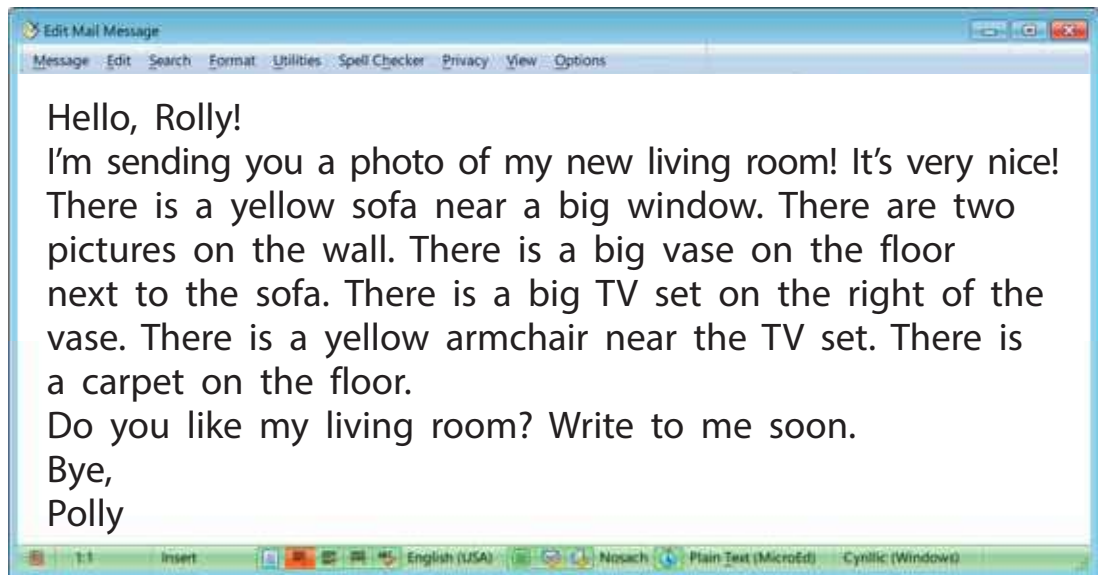 Edit Mail Message
Message Edit Search Format Utilities Spell Checker Privacy View Options
Hello, Rolly!
I'm sending you a photo of my new living room! It's very nice!
There is a yellow sofa near a big window. There are two
pictures on the wall. There is a big vase on the floor
next to the sofa. There is a big TV set on the right of the
vase. There is a yellow armchair near the TV set. There is
a carpet on the floor.
Do you like my living room? Write to me soon.
Bye,
Polly
1:1 Insert English (USA) Nosach Plain Text (MicroEd) Cyrillic (Windows)